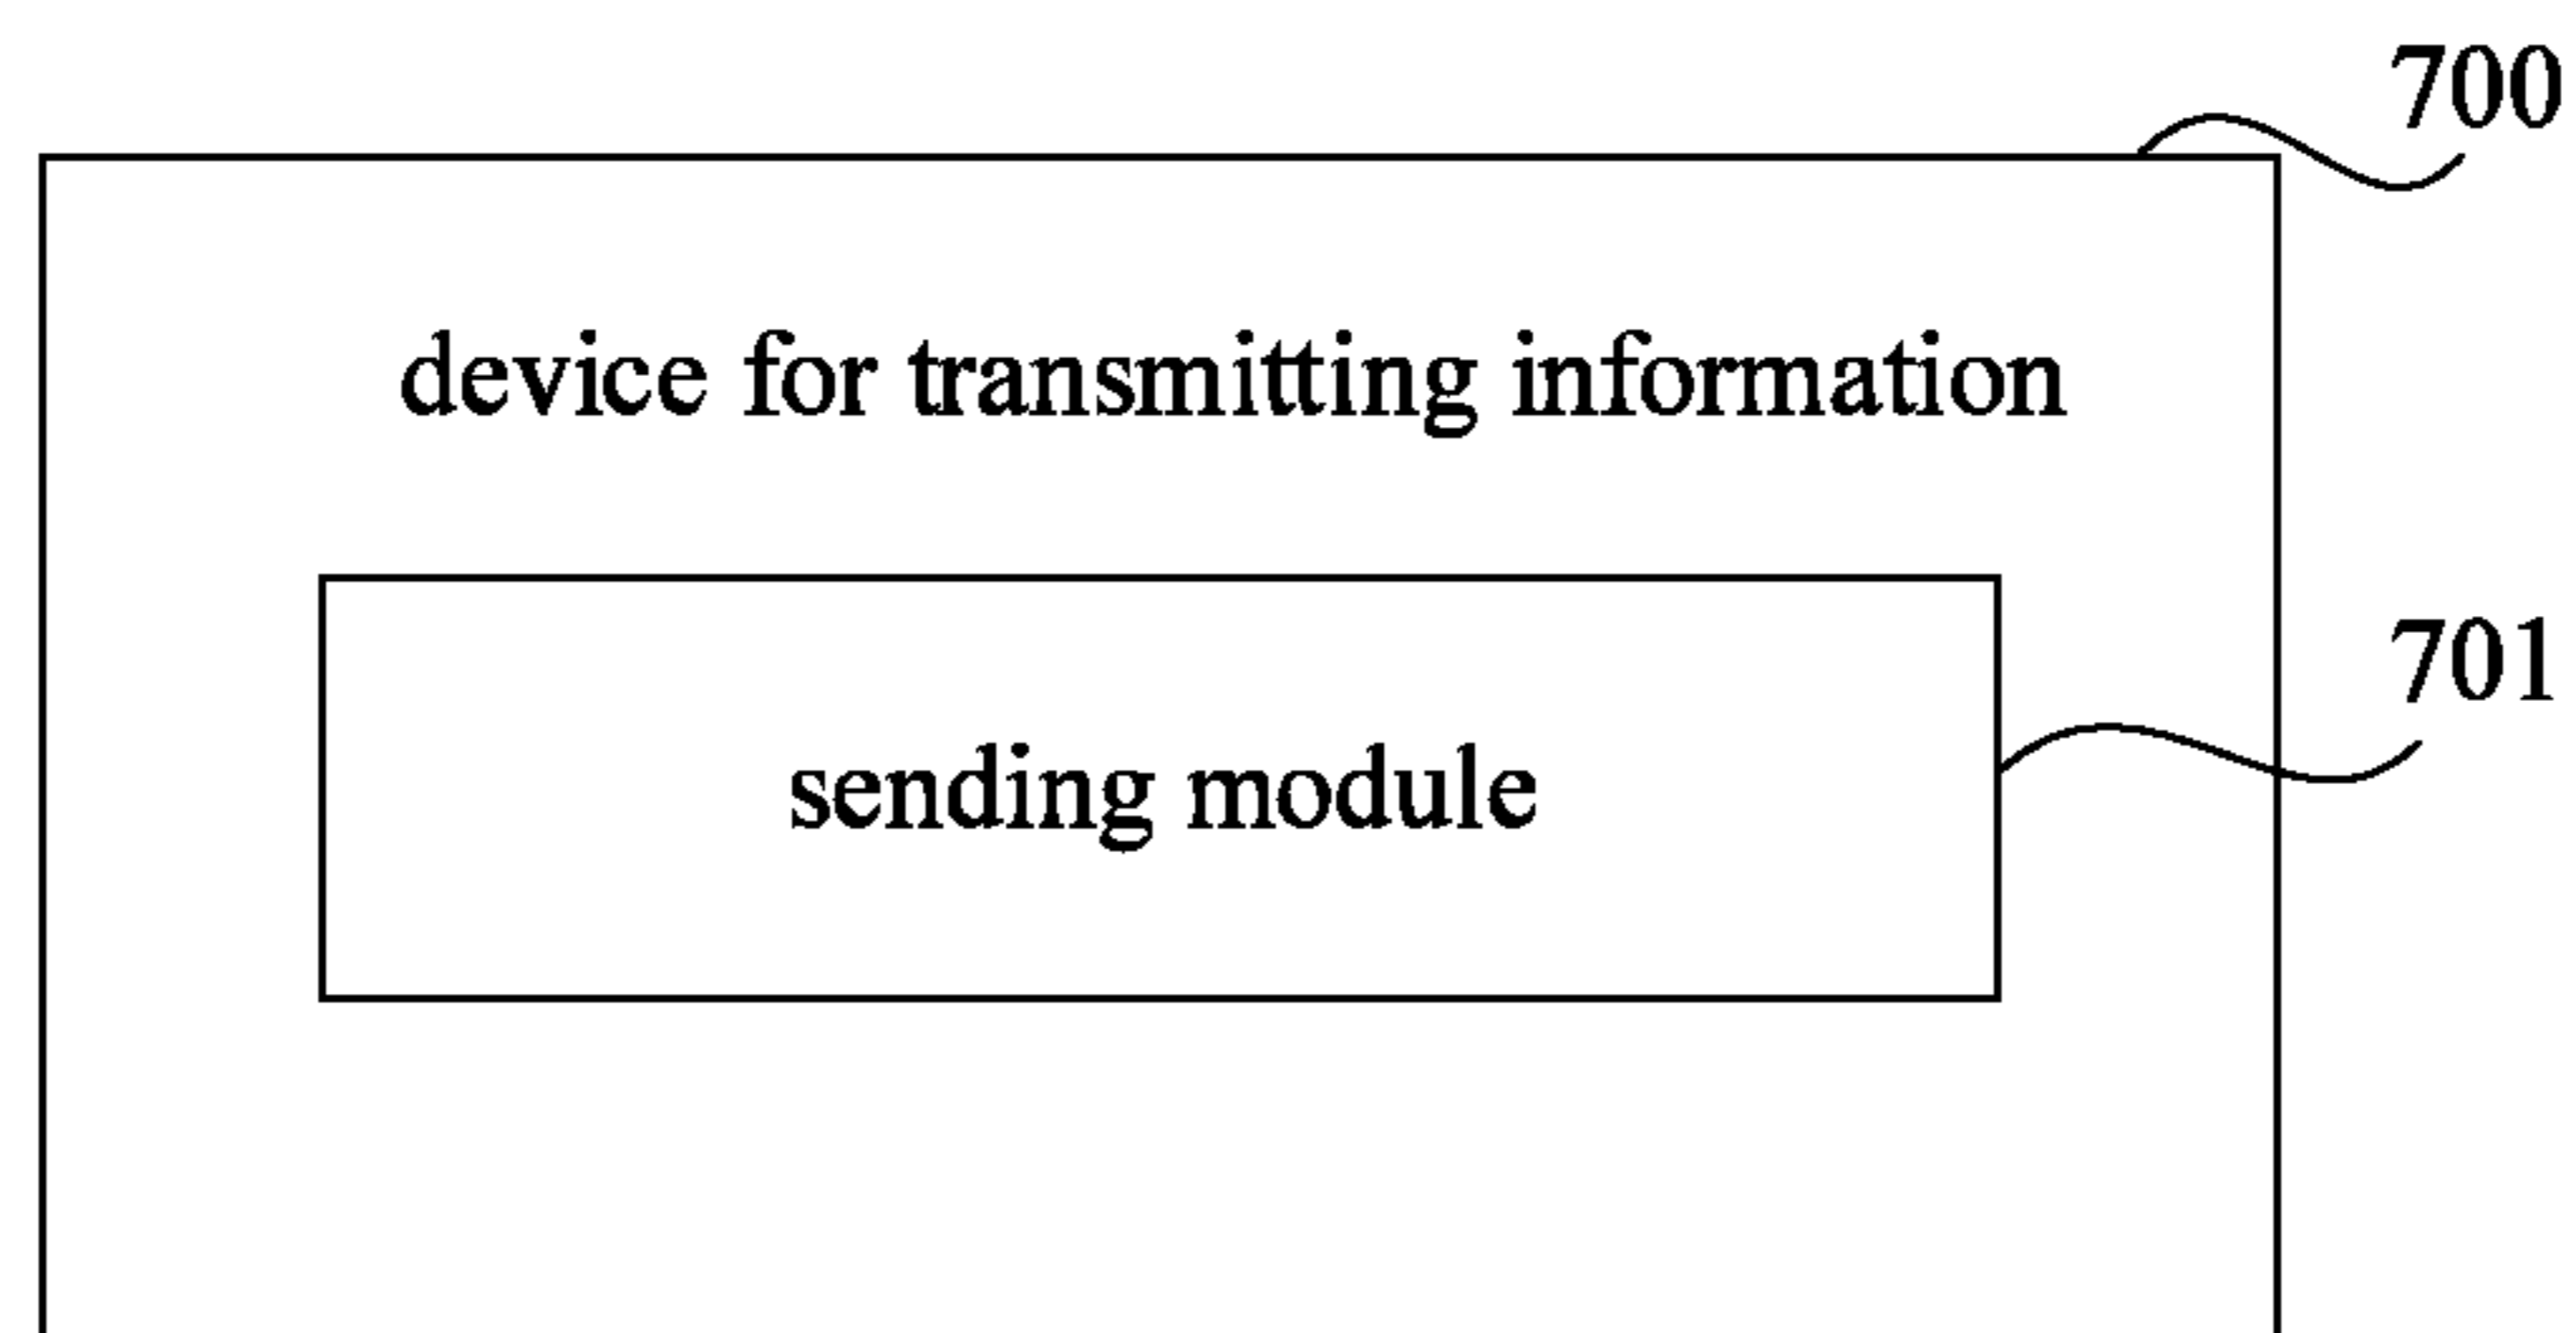 700
device for transmitting information
701
sending module